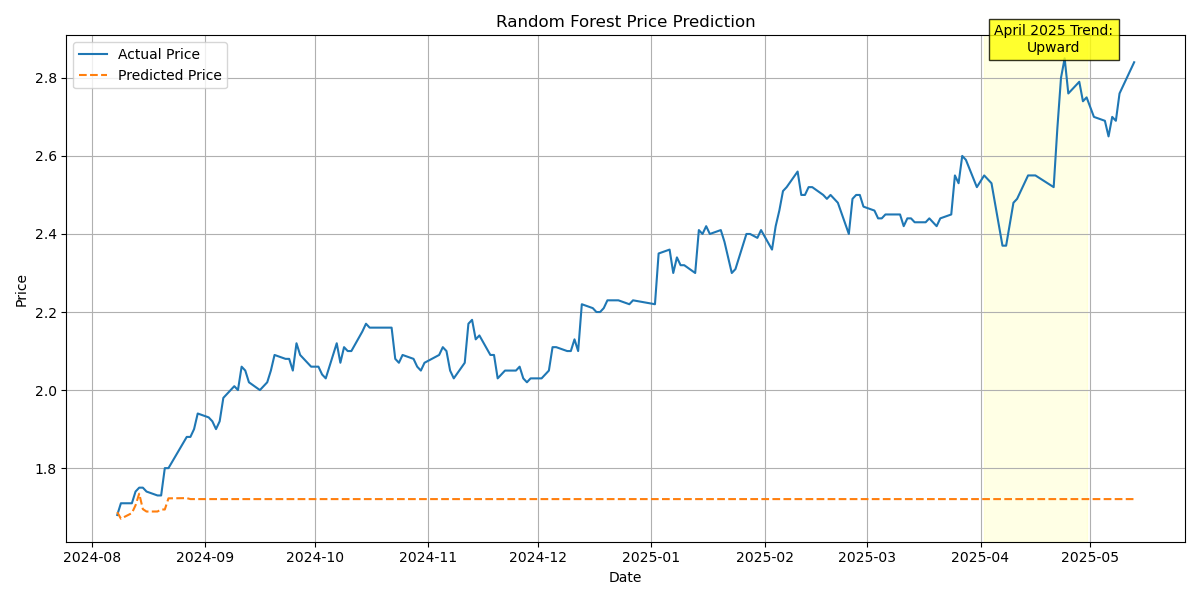 Random Forest Price Prediction
April 2025 Trend:
Upward
Actual Price
Predicted Price
Price
2.8
2.6
2.4
2.2
2.0
1.8
2024-08 2024-09 2024-10 2024-11 2024-12 2025-01 2025-02 2025-03 2025-04 2025-05
Date